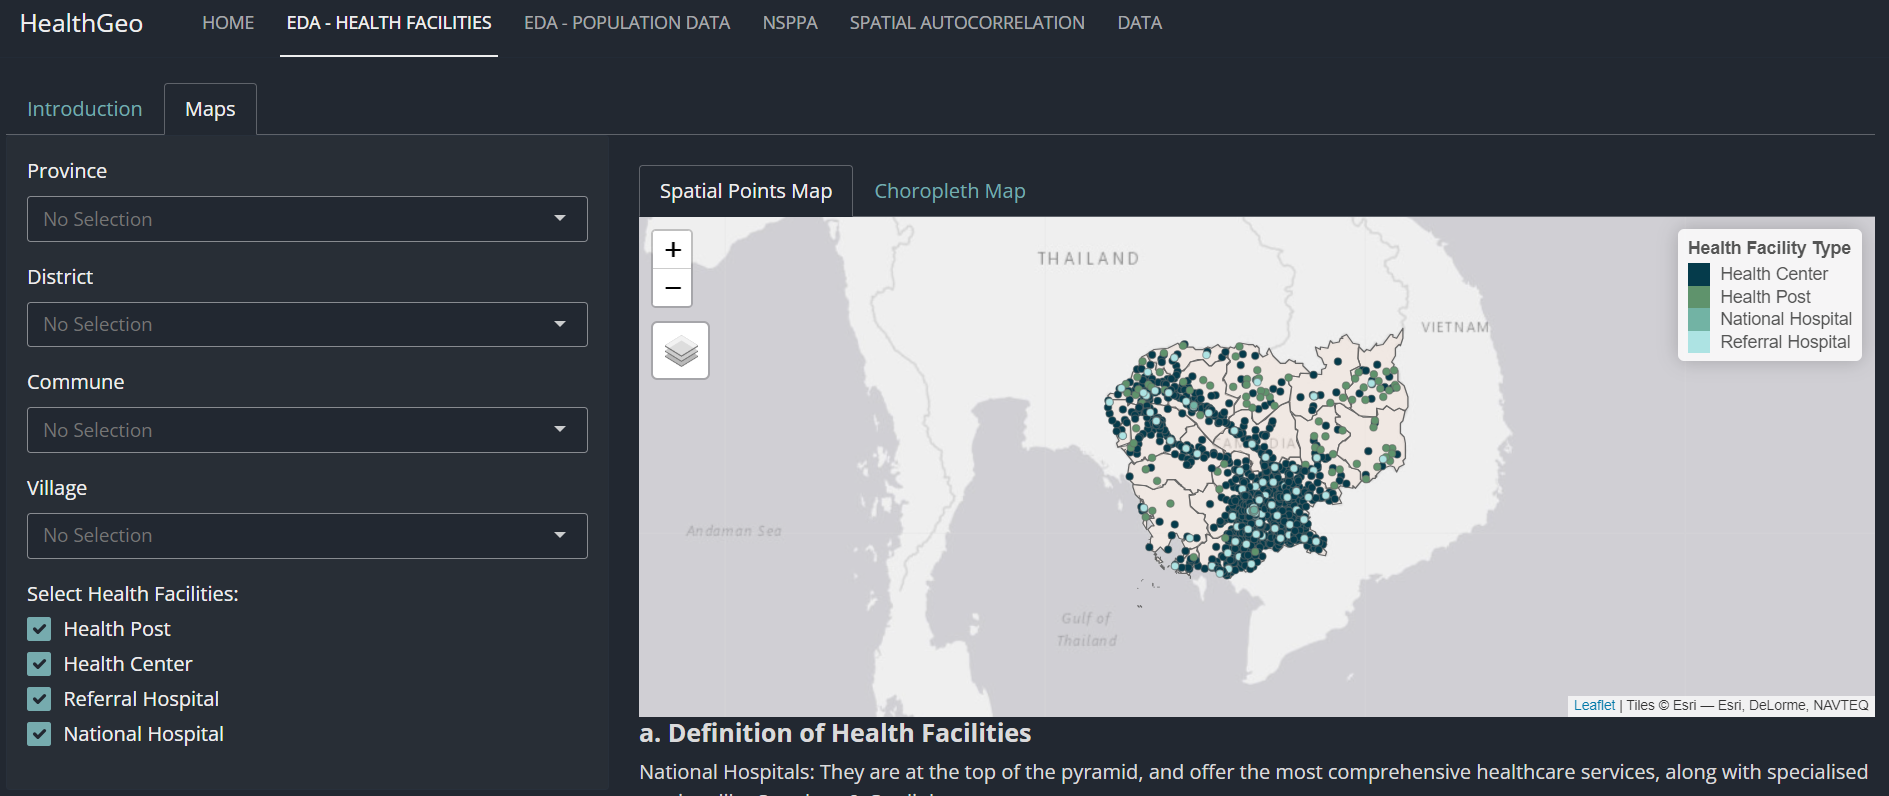 HealthGeo
HOME
EDA - HEALTH FACILITIES
EDA - POPULATION DATA
NSPPA
SPATIAL AUTOCORRELATION
DATA
Introduction
Maps
Province
No Selection
District
No Selection
Commune
No Selection
Village
No Selection
Select Health Facilities:
Health Post
Health Center
Referral Hospital
National Hospital
Spatial Points Map
Choropleth Map
+
−
THAILAND
VIETNAM
Andaman Sea
Gulf of
Thailand
Health Facility Type
Health Center
Health Post
National Hospital
Referral Hospital
Leaflet | Tiles © Esri — Esri, DeLorme, NAVTEQ
a. Definition of Health Facilities
National Hospitals: They are at the top of the pyramid, and offer the most comprehensive healthcare services, along with specialised